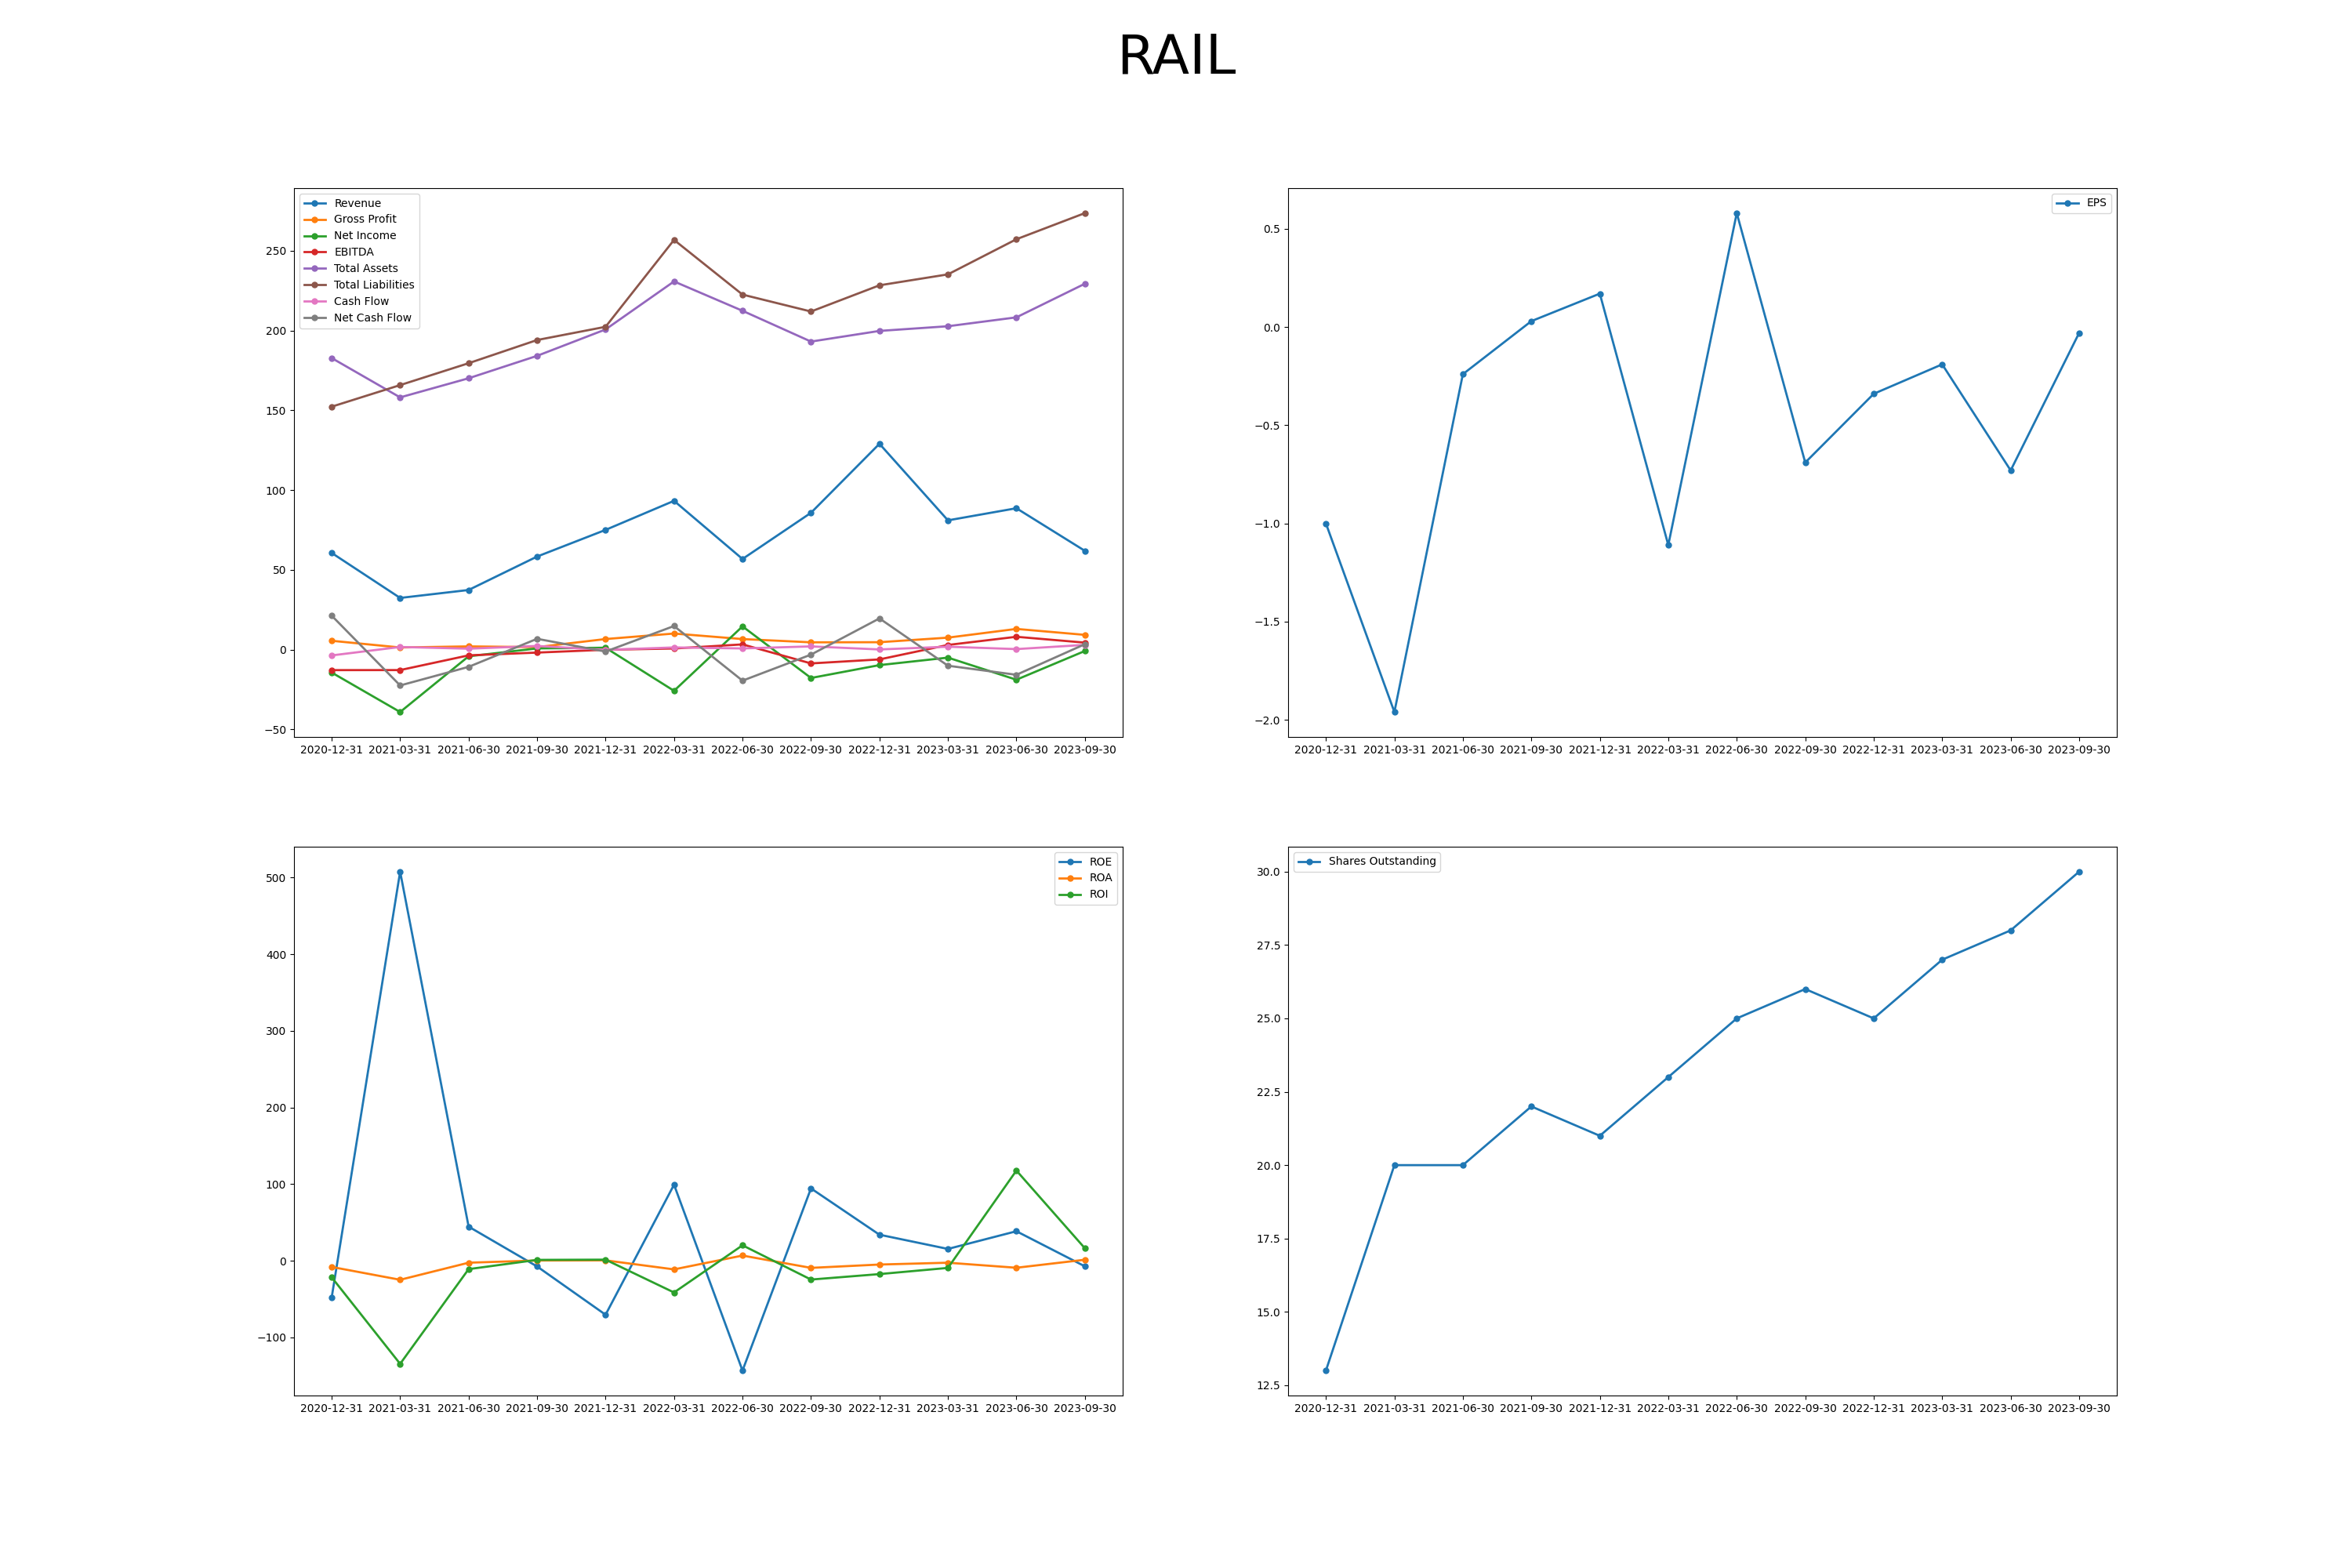 RAIL
Revenue
Gross Profit
Net Income
EBITDA
Total Assets
Total Liabilities
Cash Flow
Net Cash Flow
250
200
150
100
50
0
−50
2020-12-31 2021-03-31 2021-06-30 2021-09-30 2021-12-31 2022-03-31 2022-06-30 2022-09-30 2022-12-31 2023-03-31 2023-06-30 2023-09-30
EPS
0.5
0.0
−0.5
−1.0
−1.5
−2.0
2020-12-31 2021-03-31 2021-06-30 2021-09-30 2021-12-31 2022-03-31 2022-06-30 2022-09-30 2022-12-31 2023-03-31 2023-06-30 2023-09-30
ROE
ROA
ROI
500
400
300
200
100
0
−100
2020-12-31 2021-03-31 2021-06-30 2021-09-30 2021-12-31 2022-03-31 2022-06-30 2022-09-30 2022-12-31 2023-03-31 2023-06-30 2023-09-30
Shares Outstanding
30.0
27.5
25.0
22.5
20.0
17.5
15.0
12.5
2020-12-31 2021-03-31 2021-06-30 2021-09-30 2021-12-31 2022-03-31 2022-06-30 2022-09-30 2022-12-31 2023-03-31 2023-06-30 2023-09-30